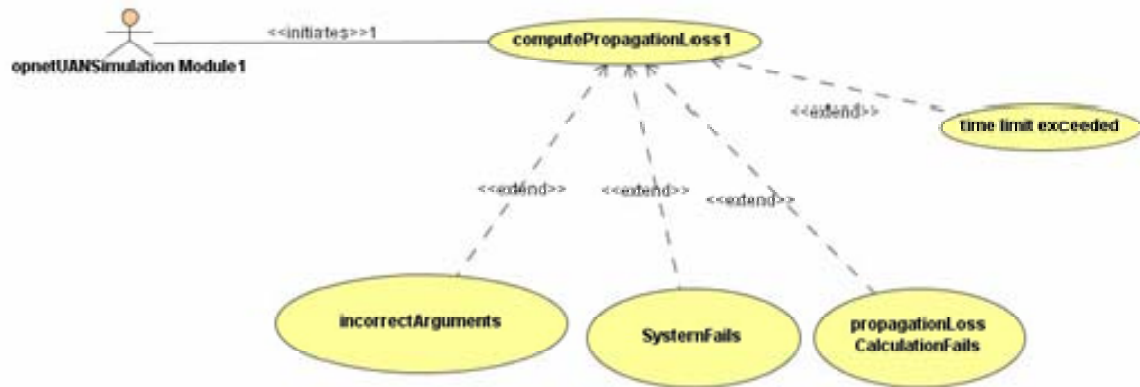 <<initiates>>1
computePropagationLoss1
opnetUANSimulation Module1
<<extend>>
time limit exceeded
<<extend>>
<<extend>>
<<extend>>
incorrectArguments
SystemFails
propagationLoss
CalculationFails